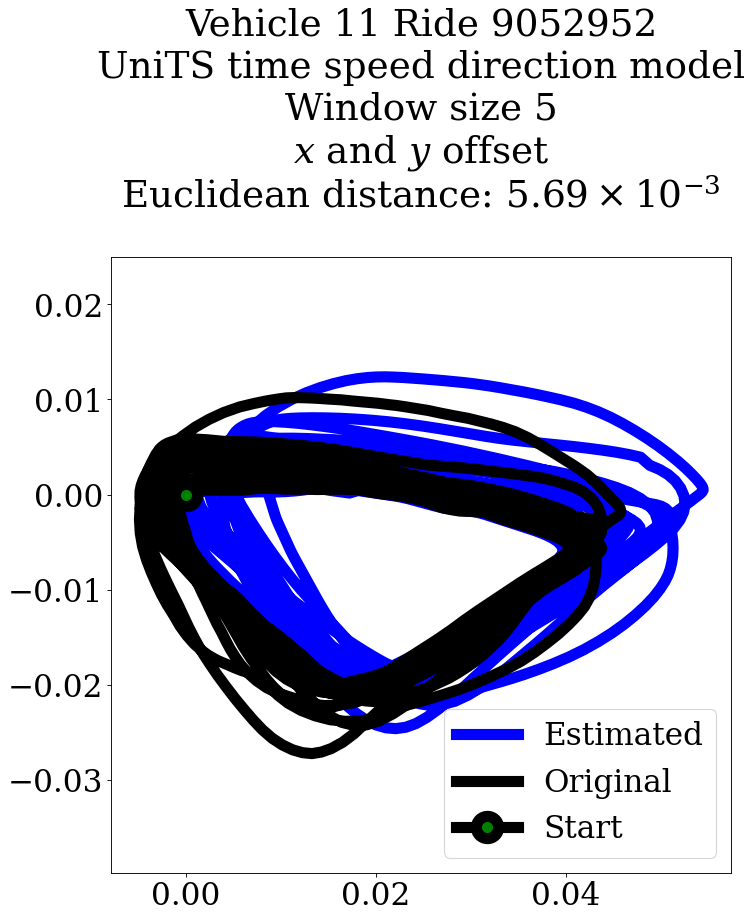 Vehicle 11 Ride 9052952
UniTS time speed direction model
Window size 5
x and y offset
Euclidean distance: 5.69 × 10⁻³
0.02
0.01
0.00
−0.01
−0.02
−0.03
Estimated
Original
Start
0.00 0.02 0.04